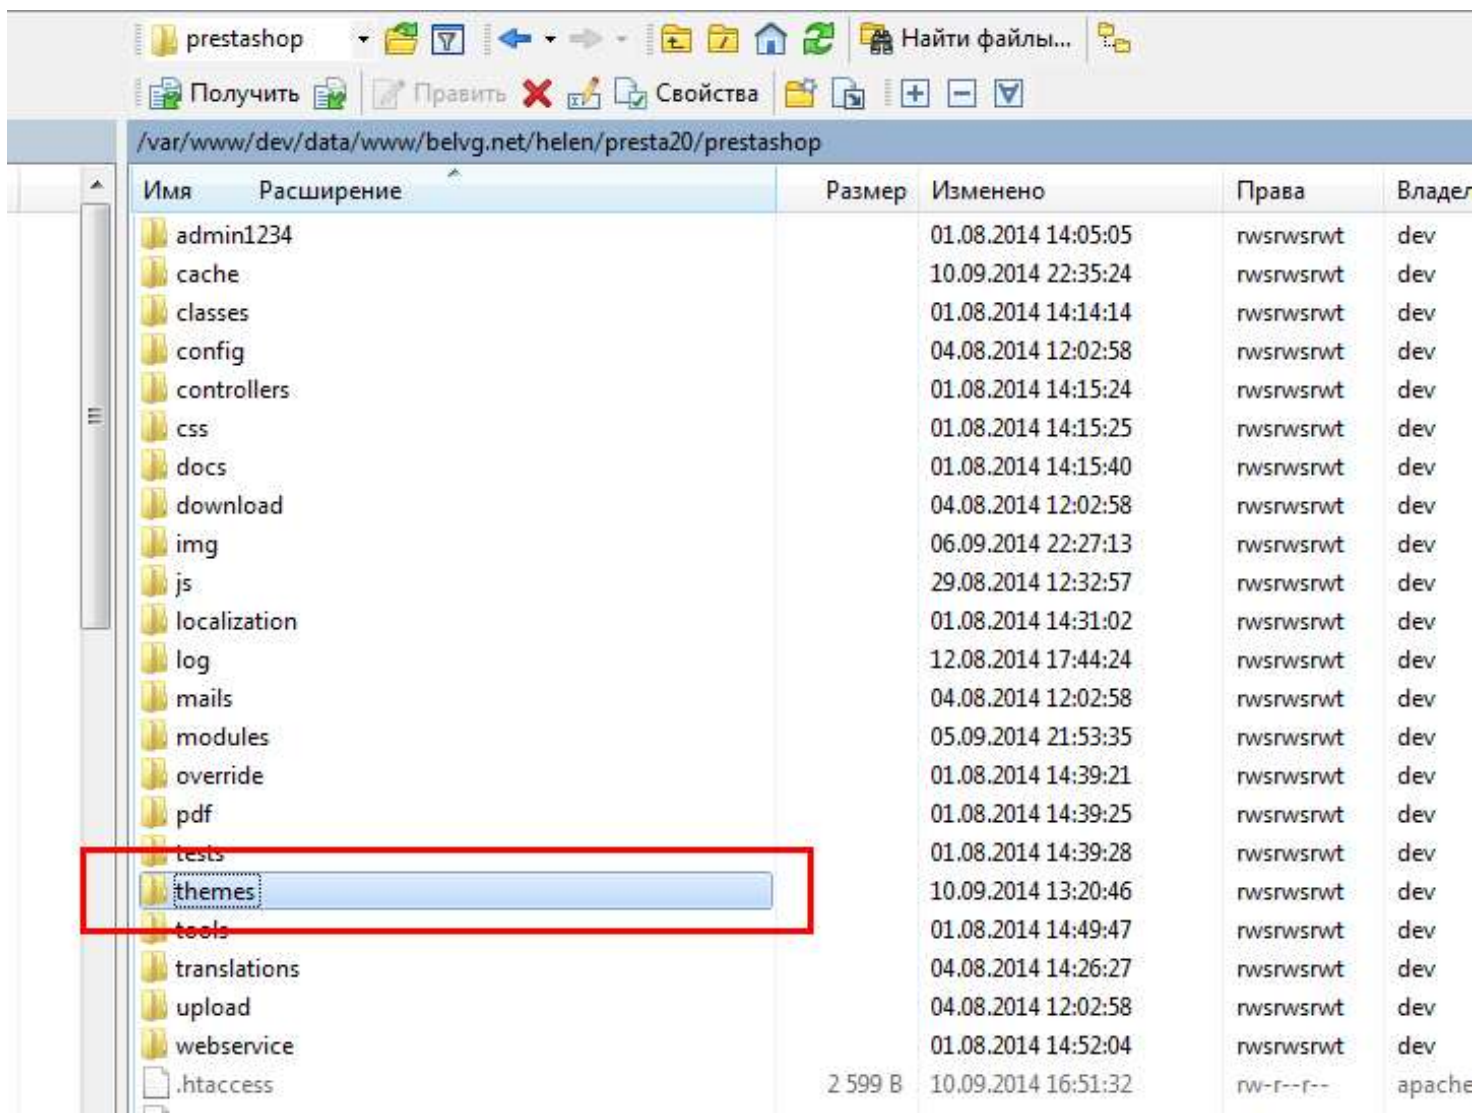 prestashop Найти файлы...
Получить Править Свойства
/var/www/dev/data/www/belvg.net/helen/presta20/prestashop
Имя Расширение Размер Изменено Права Владел
admin1234 01.08.2014 14:05:05 rwsrwsrwt dev
cache 10.09.2014 22:35:24 rwsrwsrwt dev
classes 01.08.2014 14:14:14 rwsrwsrwt dev
config 04.08.2014 12:02:58 rwsrwsrwt dev
controllers 01.08.2014 14:15:24 rwsrwsrwt dev
css 01.08.2014 14:15:25 rwsrwsrwt dev
docs 01.08.2014 14:15:40 rwsrwsrwt dev
download 04.08.2014 12:02:58 rwsrwsrwt dev
img 06.09.2014 22:27:13 rwsrwsrwt dev
js 29.08.2014 12:32:57 rwsrwsrwt dev
localization 01.08.2014 14:31:02 rwsrwsrwt dev
log 12.08.2014 17:44:24 rwsrwsrwt dev
mails 04.08.2014 12:02:58 rwsrwsrwt dev
modules 05.09.2014 21:53:35 rwsrwsrwt dev
override 01.08.2014 14:39:21 rwsrwsrwt dev
pdf 01.08.2014 14:39:25 rwsrwsrwt dev
tests 01.08.2014 14:39:28 rwsrwsrwt dev
themes 10.09.2014 13:20:46 rwsrwsrwt dev
tools 01.08.2014 14:49:47 rwsrwsrwt dev
translations 04.08.2014 14:26:27 rwsrwsrwt dev
upload 04.08.2014 12:02:58 rwsrwsrwt dev
webservice 01.08.2014 14:52:04 rwsrwsrwt dev
.htaccess 2 599 B 10.09.2014 16:51:32 rw-r--r-- apache